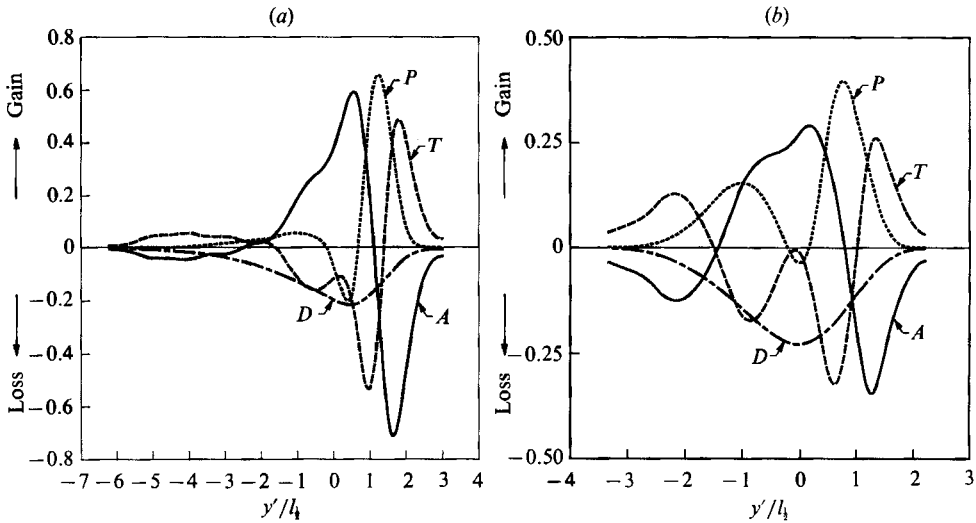 (a)
0.8
0.6
0.4
0.2
0
−0.2
−0.4
−0.6
−0.8
Gain
Loss
P
T
D
A
−7 −6 −5 −4 −3 −2 −1 0 1 2 3 4
y′/l½
(b)
0.50
0.25
0
−0.25
−0.50
Gain
Loss
P
T
D
A
−4 −3 −2 −1 0 1 2 3
y′/l½